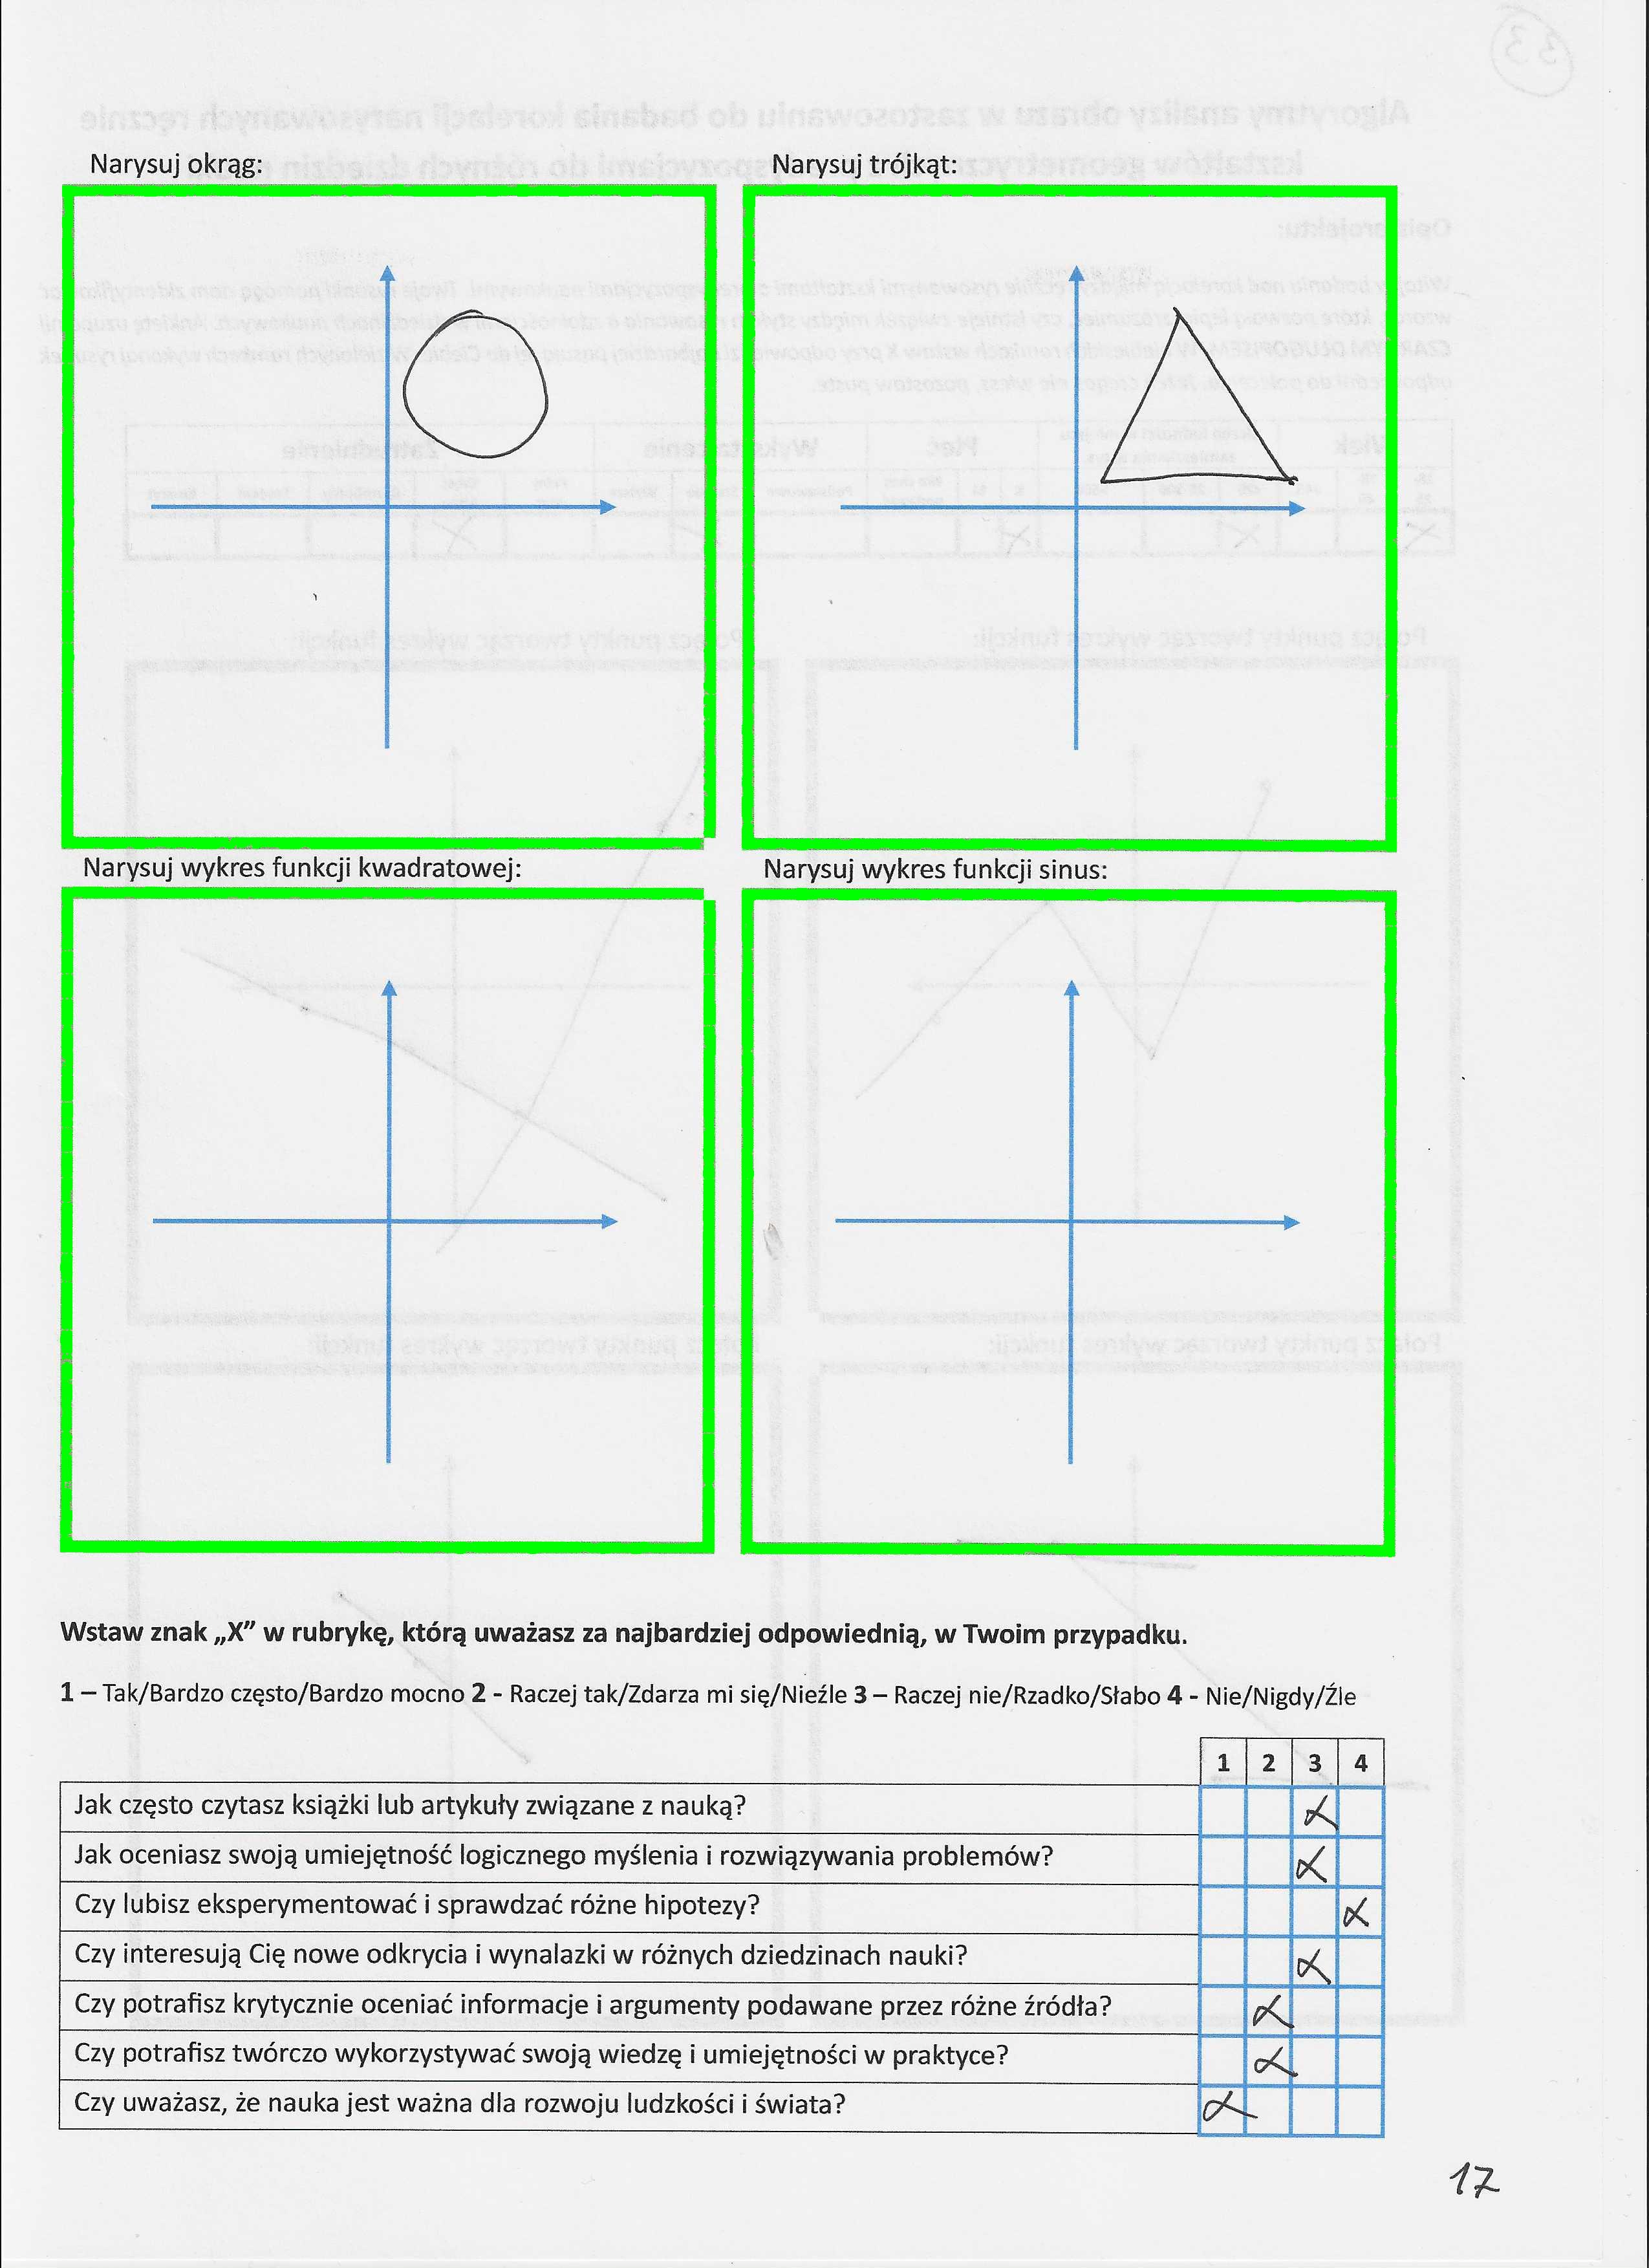 Narysuj okrąg:
Narysuj trójkąt:
Narysuj wykres funkcji kwadratowej:
Narysuj wykres funkcji sinus:
Wstaw znak „X” w rubrykę, którą uważasz za najbardziej odpowiednią, w Twoim przypadku.
1 – Tak/Bardzo często/Bardzo mocno 2 - Raczej tak/Zdarza mi się/Nieźle 3 – Raczej nie/Rzadko/Słabo 4 - Nie/Nigdy/Źle
1 2 3 4
Jak często czytasz książki lub artykuły związane z nauką? X
Jak oceniasz swoją umiejętność logicznego myślenia i rozwiązywania problemów? X
Czy lubisz eksperymentować i sprawdzać różne hipotezy? X
Czy interesują Cię nowe odkrycia i wynalazki w różnych dziedzinach nauki? X
Czy potrafisz krytycznie oceniać informacje i argumenty podawane przez różne źródła? X
Czy potrafisz twórczo wykorzystywać swoją wiedzę i umiejętności w praktyce? X
Czy uważasz, że nauka jest ważna dla rozwoju ludzkości i świata? X
17